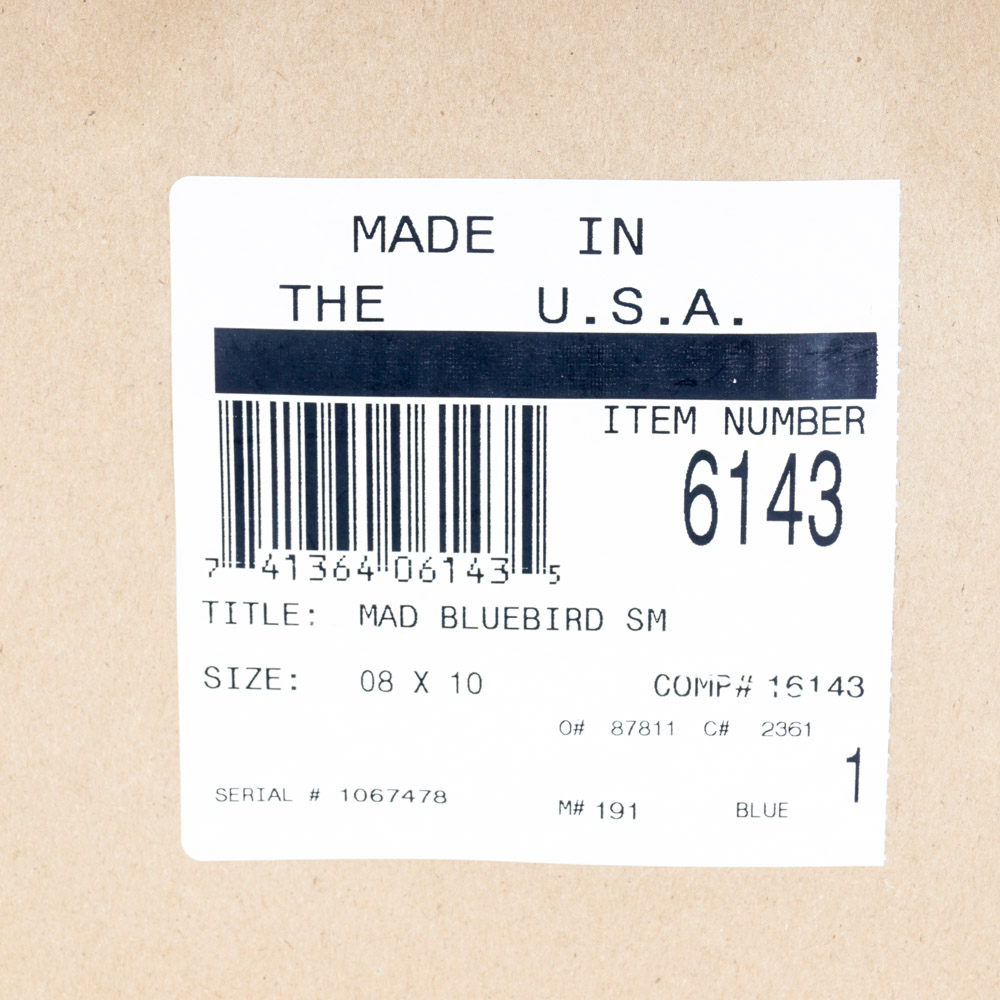 MADE IN
THE U.S.A.
ITEM NUMBER
6143
7 41364 06143 5
TITLE: MAD BLUEBIRD SM
SIZE: 08 X 10 COMP# 16143
O# 87811 C# 2361
1
SERIAL # 1067478 M# 191 BLUE